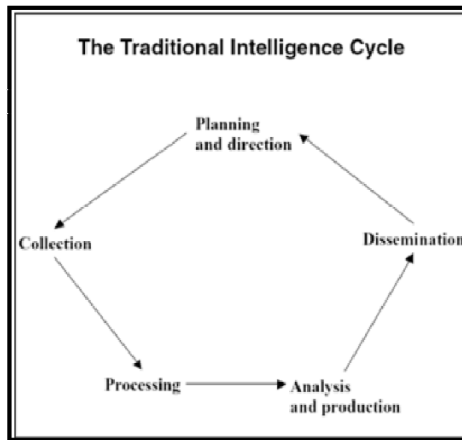 The Traditional Intelligence Cycle
Planning
and direction
Collection
Dissemination
Processing
Analysis
and production